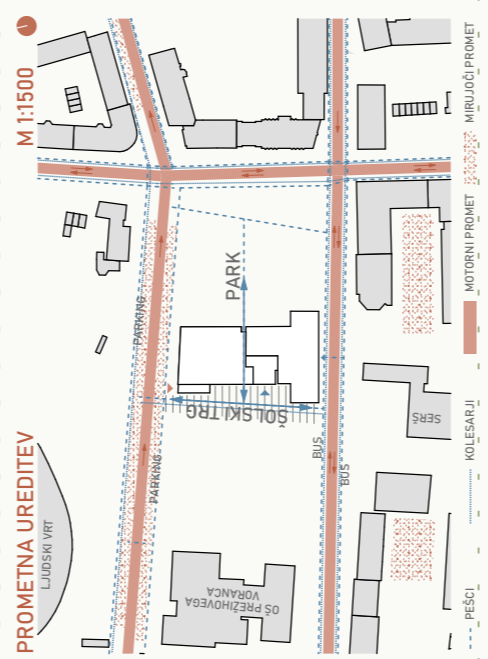 PROMETNA UREDITEV
M 1:1500
LJUDSKI VRT
PARKING
PARKING
PARK
ŠOLSKI TRG
BUS
BUS
OŠ PREŽIHOVEGA
VORANCA
SERŠ
PEŠCI
KOLESARJI
MOTORNI PROMET
MIRUJOČI PROMET